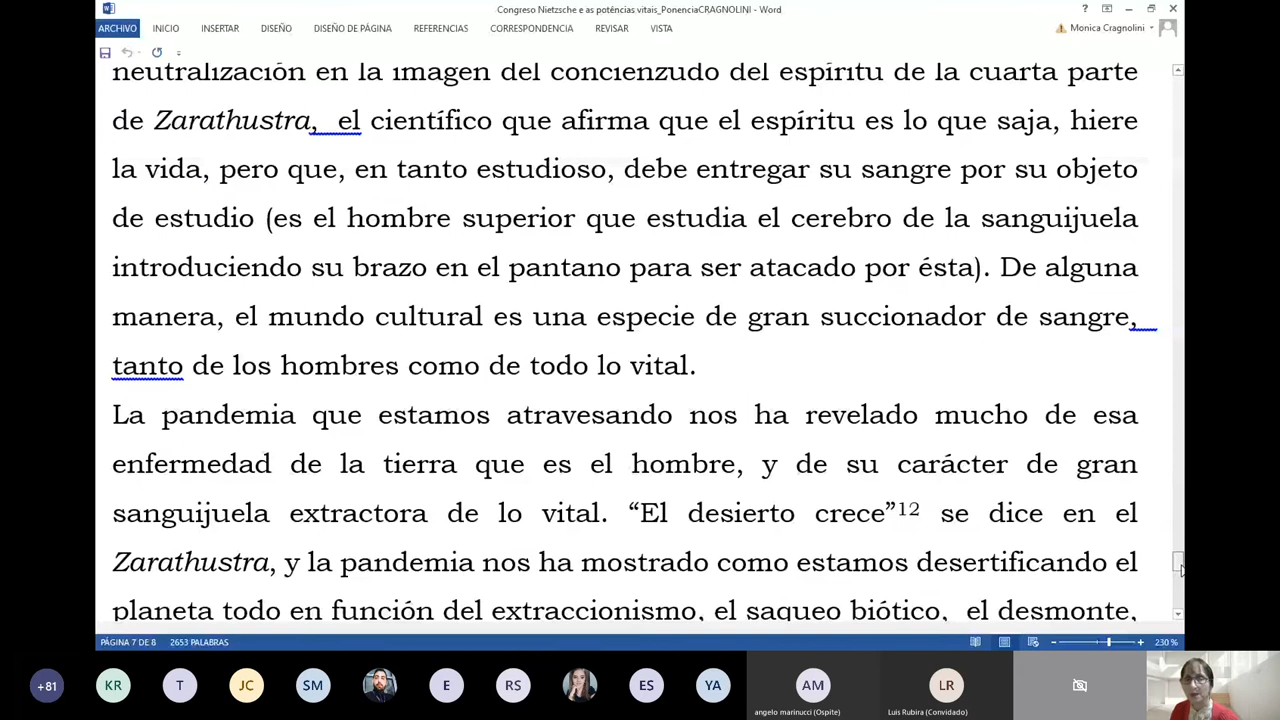 Congreso Nietzsche e as potências vitais_PonenciaCRAGNOLINI - Word
ARCHIVO INICIO INSERTAR DISEÑO DISEÑO DE PÁGINA REFERENCIAS CORRESPONDENCIA REVISAR VISTA Monica Cragnolini
neutralización en la imagen del concienzudo del espíritu de la cuarta parte
de Zarathustra, el científico que afirma que el espíritu es lo que saja, hiere
la vida, pero que, en tanto estudioso, debe entregar su sangre por su objeto
de estudio (es el hombre superior que estudia el cerebro de la sanguijuela
introduciendo su brazo en el pantano para ser atacado por ésta). De alguna
manera, el mundo cultural es una especie de gran succionador de sangre,
tanto de los hombres como de todo lo vital.
La pandemia que estamos atravesando nos ha revelado mucho de esa
enfermedad de la tierra que es el hombre, y de su carácter de gran
sanguijuela extractora de lo vital. “El desierto crece”12 se dice en el
Zarathustra, y la pandemia nos ha mostrado como estamos desertificando el
planeta todo en función del extraccionismo, el saqueo biótico, el desmonte,
PÁGINA 7 DE 8 2653 PALABRAS 230 %
+81 KR T JC SM E RS ES YA AM LR
angelo marinucci (Ospite) Luis Rubira (Convidado)